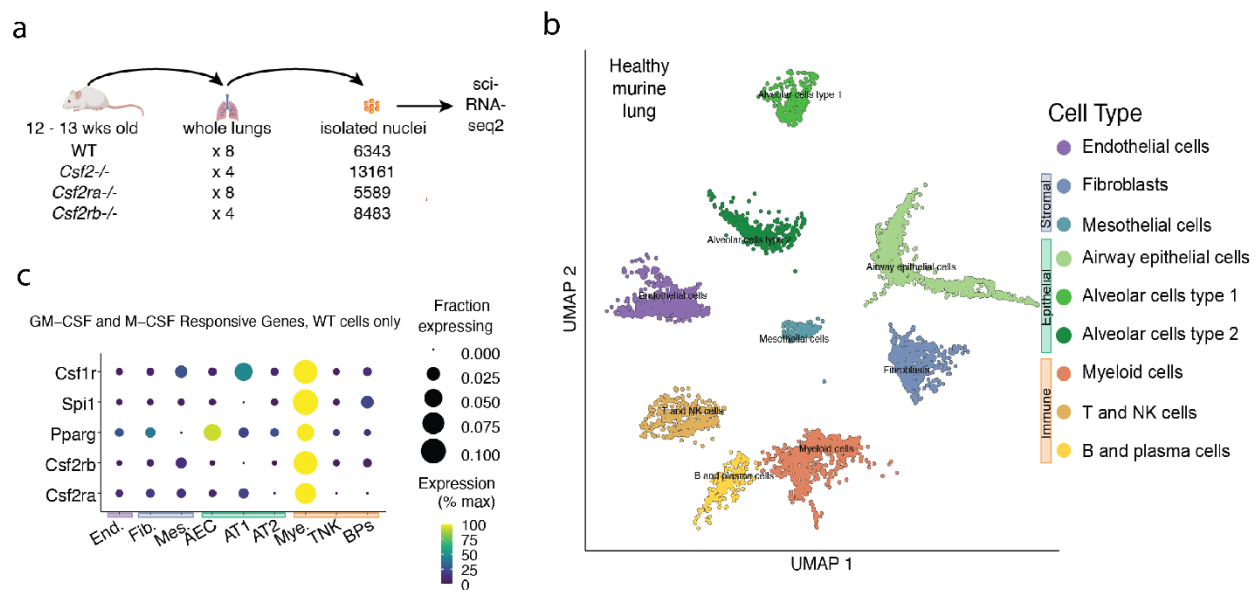 a
12 - 13 wks old
whole lungs
isolated nuclei
sci-
RNA-
seq2
WT
x 8
6343
Csf2-/-
x 4
13161
Csf2ra-/-
x 8
5589
Csf2rb-/-
x 4
8483
b
Healthy
murine
lung
Alveolar cells type 1
Alveolar cells type 2
Airway epithelial cells
Endothelial cells
Mesothelial cells
Fibroblasts
T and NK cells
Myeloid cells
B and plasma cells
UMAP 2
UMAP 1
Cell Type
Endothelial cells
Stromal
Fibroblasts
Mesothelial cells
Epithelial
Airway epithelial cells
Alveolar cells type 1
Alveolar cells type 2
Immune
Myeloid cells
T and NK cells
B and plasma cells
c
GM-CSF and M-CSF Responsive Genes, WT cells only
Csf1r
Spi1
Pparg
Csf2rb
Csf2ra
End.
Fib.
Mes.
AEC
AT1
AT2
Mye.
TNK
BPs
Fraction
expressing
0.000
0.025
0.050
0.075
0.100
Expression
(% max)
100
75
50
25
0